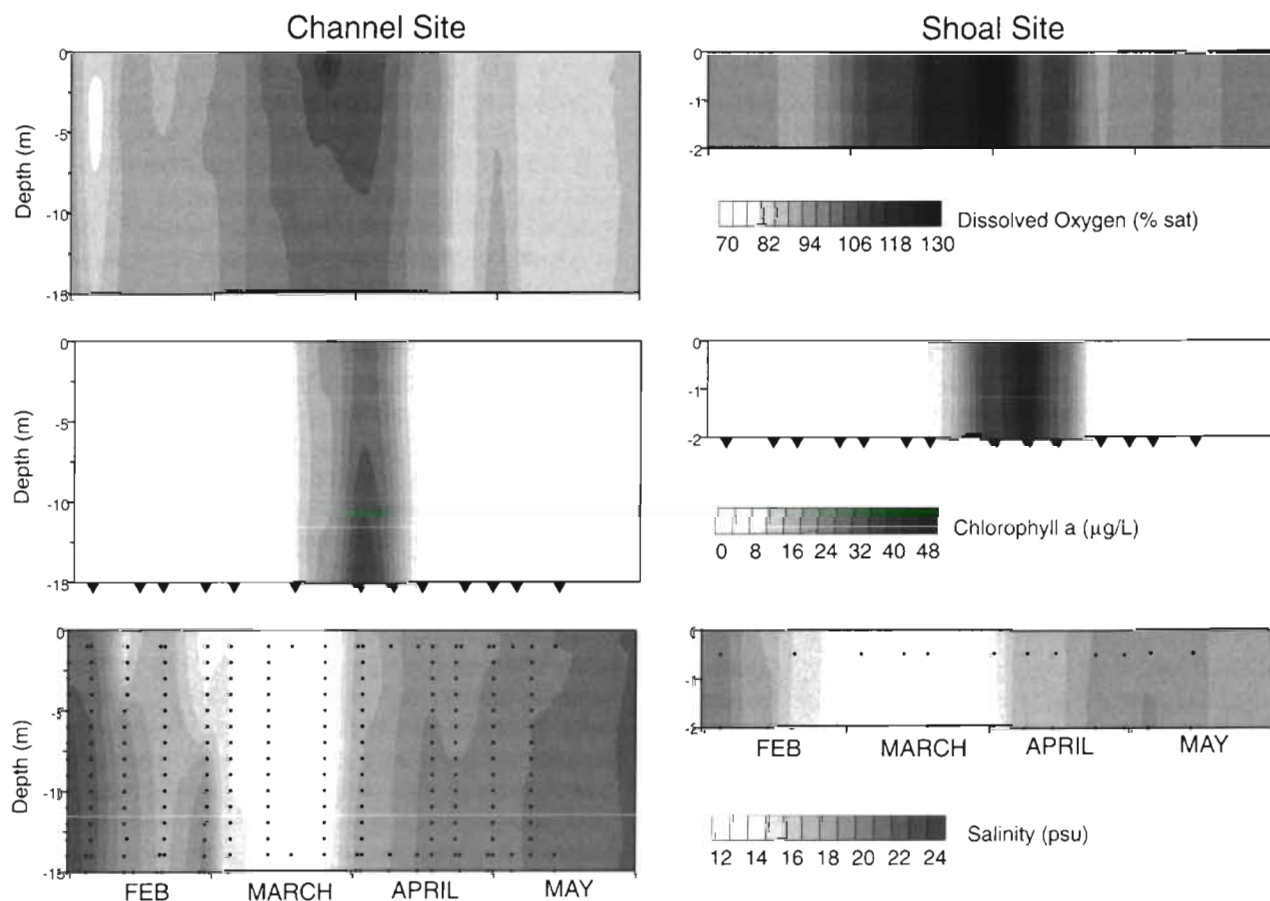 Channel Site
Shoal Site
Depth (m)
0
-5
-10
-15
0
-1
-2
Dissolved Oxygen (% sat)
70 82 94 106 118 130
Depth (m)
0
-5
-10
-15
0
-1
-2
Chlorophyll a (µg/L)
0 8 16 24 32 40 48
Depth (m)
0
-5
-10
-15
FEB MARCH APRIL MAY
-1
FEB MARCH APRIL MAY
Salinity (psu)
12 14 16 18 20 22 24